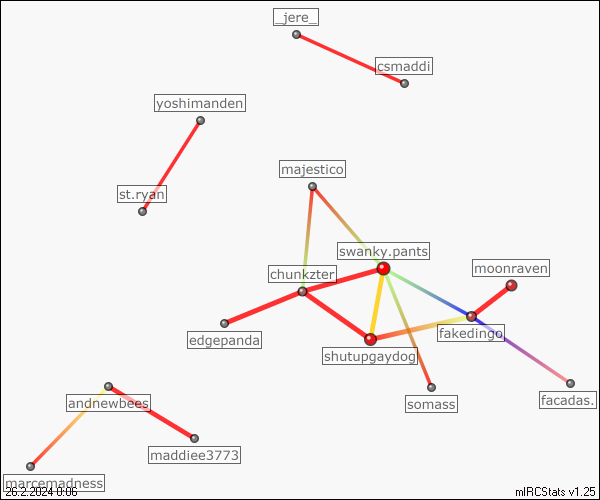 _jere_
csmaddi
yoshimanden
majestico
st.ryan
swanky.pants
moonraven
chunkzter
edgepanda
fakedingo
shutupgaydog
facadas.
somass
andnewbees
maddiee3773
marcemadness
26.2.2024 0:06
mIRCStats v1.25